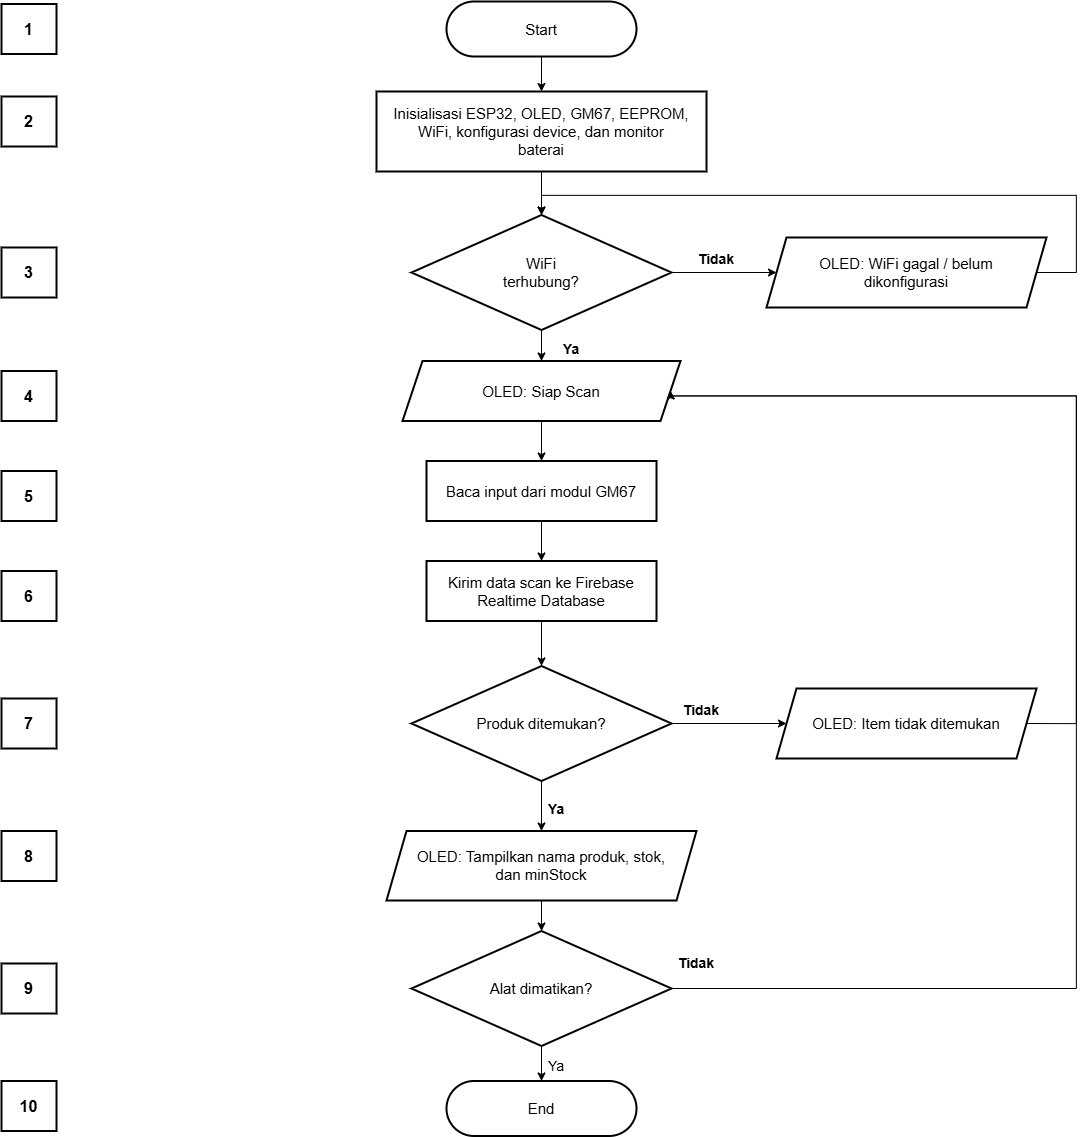 1
Start
2
Inisialisasi ESP32, OLED, GM67, EEPROM,
WiFi, konfigurasi device, dan monitor
baterai
3
WiFi
terhubung?
Tidak
OLED: WiFi gagal / belum
dikonfigurasi
Ya
4
OLED: Siap Scan
5
Baca input dari modul GM67
6
Kirim data scan ke Firebase
Realtime Database
7
Produk ditemukan?
Tidak
OLED: Item tidak ditemukan
Ya
8
OLED: Tampilkan nama produk, stok,
dan minStock
9
Alat dimatikan?
Tidak
Ya
10
End